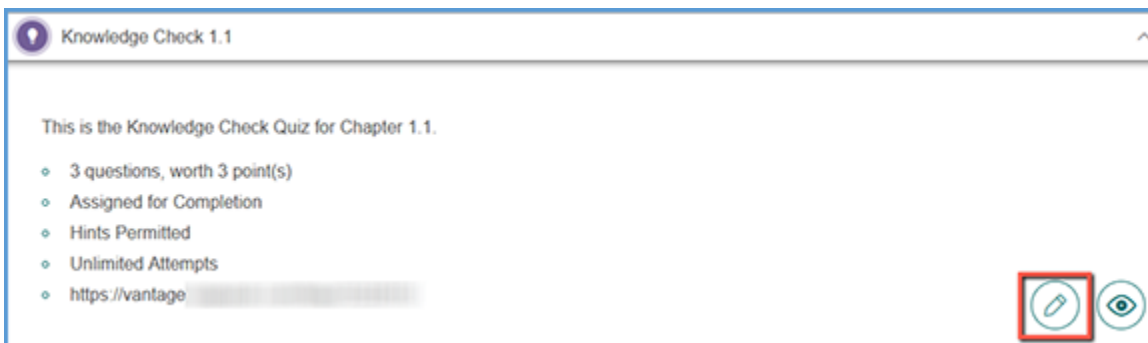 Knowledge Check 1.1
This is the Knowledge Check Quiz for Chapter 1.1.
3 questions, worth 3 point(s)
Assigned for Completion
Hints Permitted
Unlimited Attempts
https://vantage